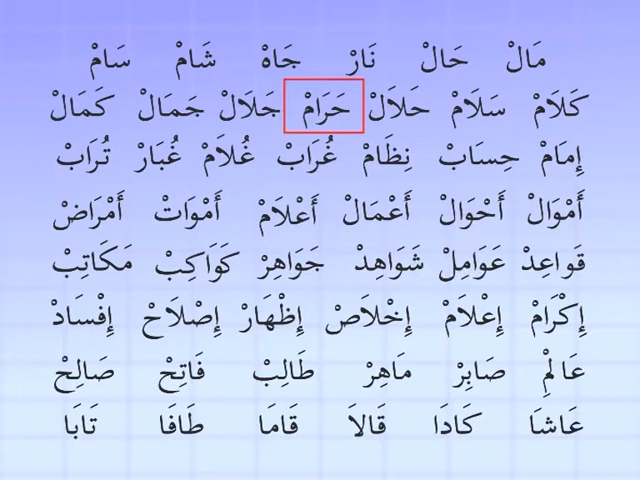 مَالْ حَالْ نَارْ جَاهْ شَامْ سَامْ
كَلَامْ سَلَامْ حَلَالْ حَرَامْ جَلَالْ جَمَالْ كَمَالْ
إِمَامْ حِسَابْ نِظَامْ غُرَابْ غُلَامْ غُبَارْ تُرَابْ
أَمْوَالْ أَحْوَالْ أَعْمَالْ أَعْلَامْ أَمْوَاتْ أَمْرَاضْ
قَوَاعِدْ عَوَامِلْ شَوَاهِدْ جَوَاهِرْ كَوَاكِبْ مَكَاتِبْ
إِكْرَامْ إِعْلَامْ إِخْلَاصْ إِظْهَارْ إِصْلَاحْ إِفْسَادْ
عَالِمْ صَابِرْ مَاهِرْ طَالِبْ فَاتِحْ صَالِحْ
عَاشَا كَادَا قَالَا قَامَا طَافَا تَابَا